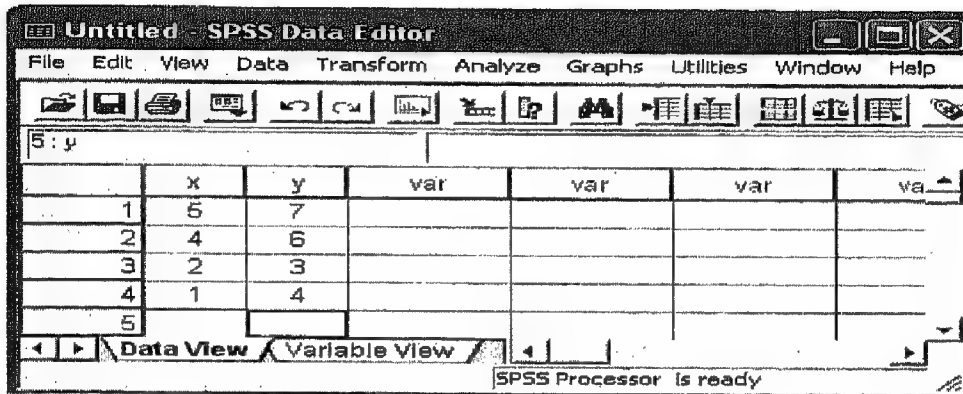 Untitled - SPSS Data Editor
File Edit View Data Transform Analyze Graphs Utilities Window Help
5 : y
x y var var var va
1 5 7
2 4 6
3 2 3
4 1 4
5
Data View Variable View
SPSS Processor is ready